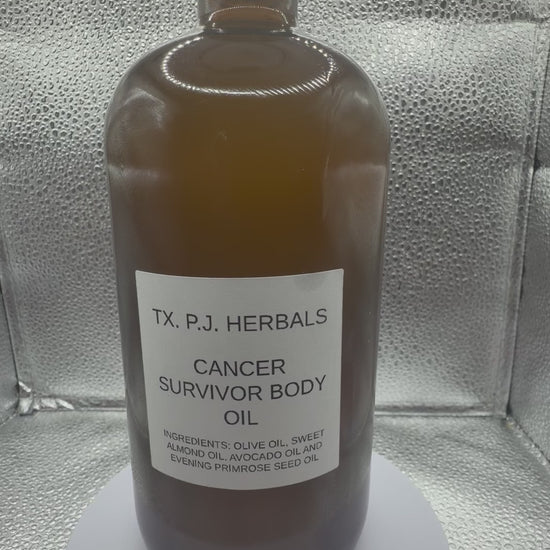 TX. P.J. HERBALS
CANCER
SURVIVOR BODY
OIL
INGREDIENTS: OLIVE OIL, SWEET
ALMOND OIL, AVOCADO OIL AND
EVENING PRIMROSE SEED OIL